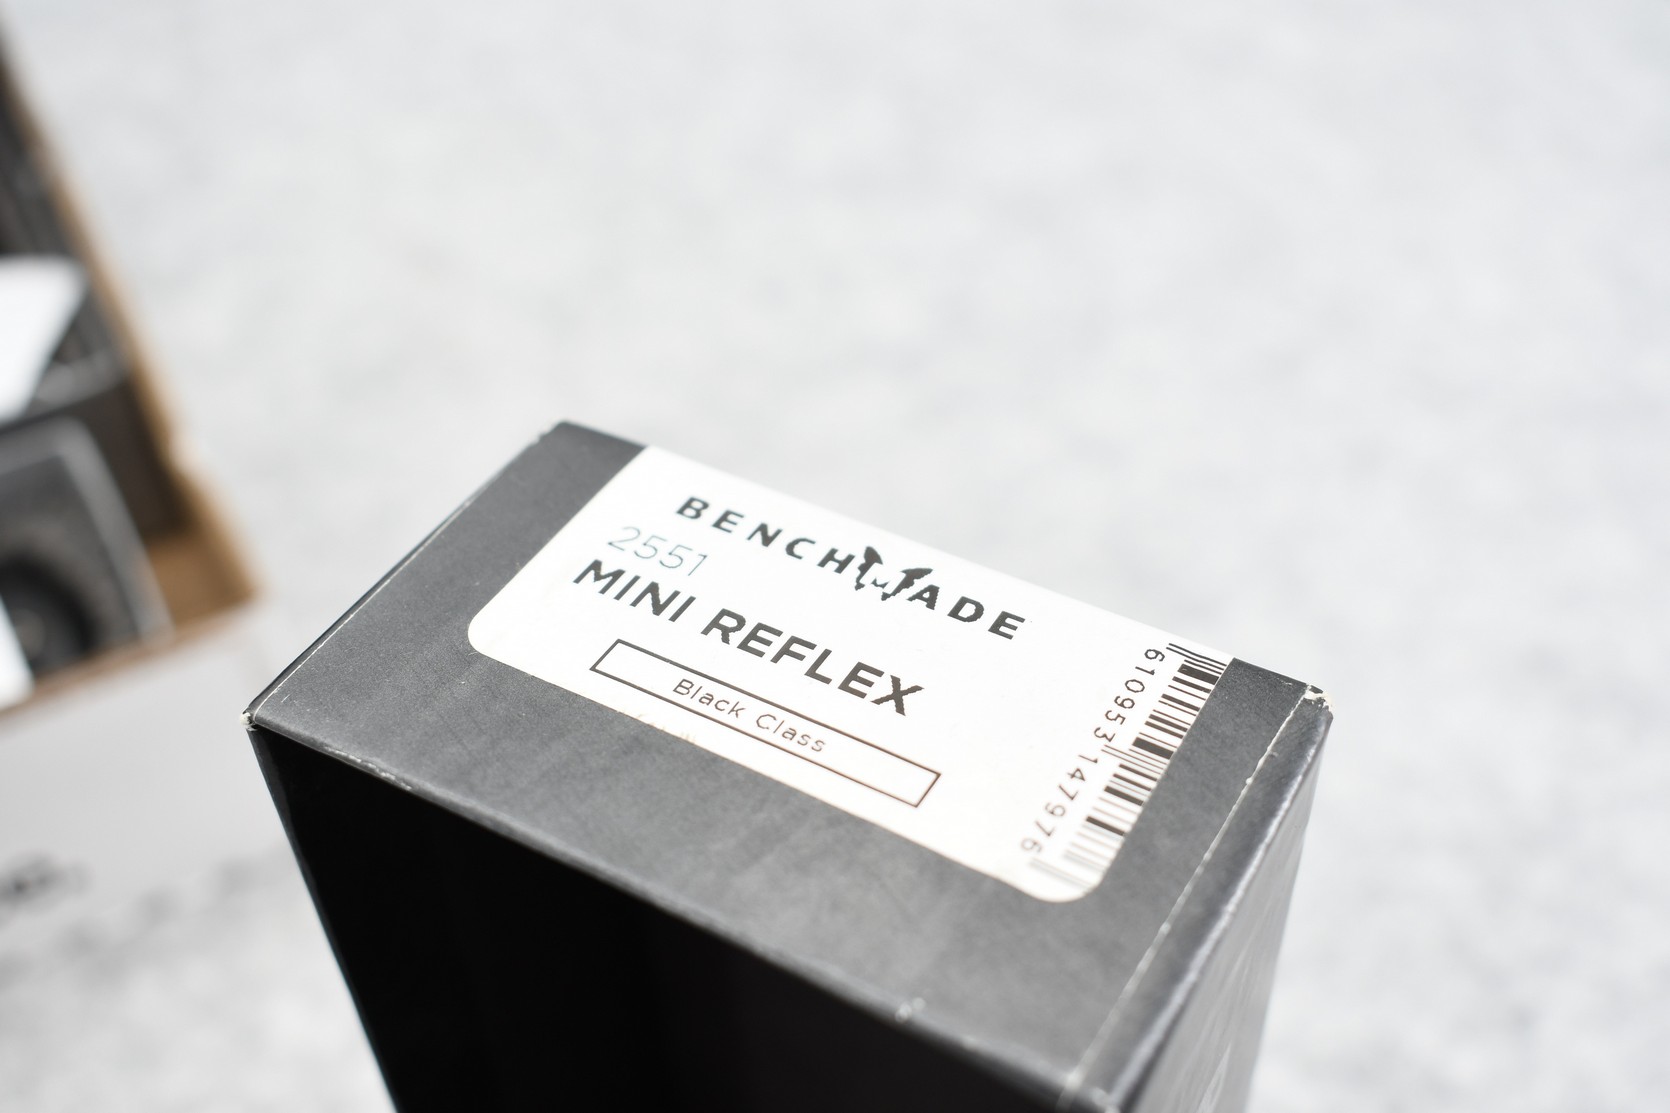 BENCHMADE
2551
MINI REFLEX
Black Class
610953147976